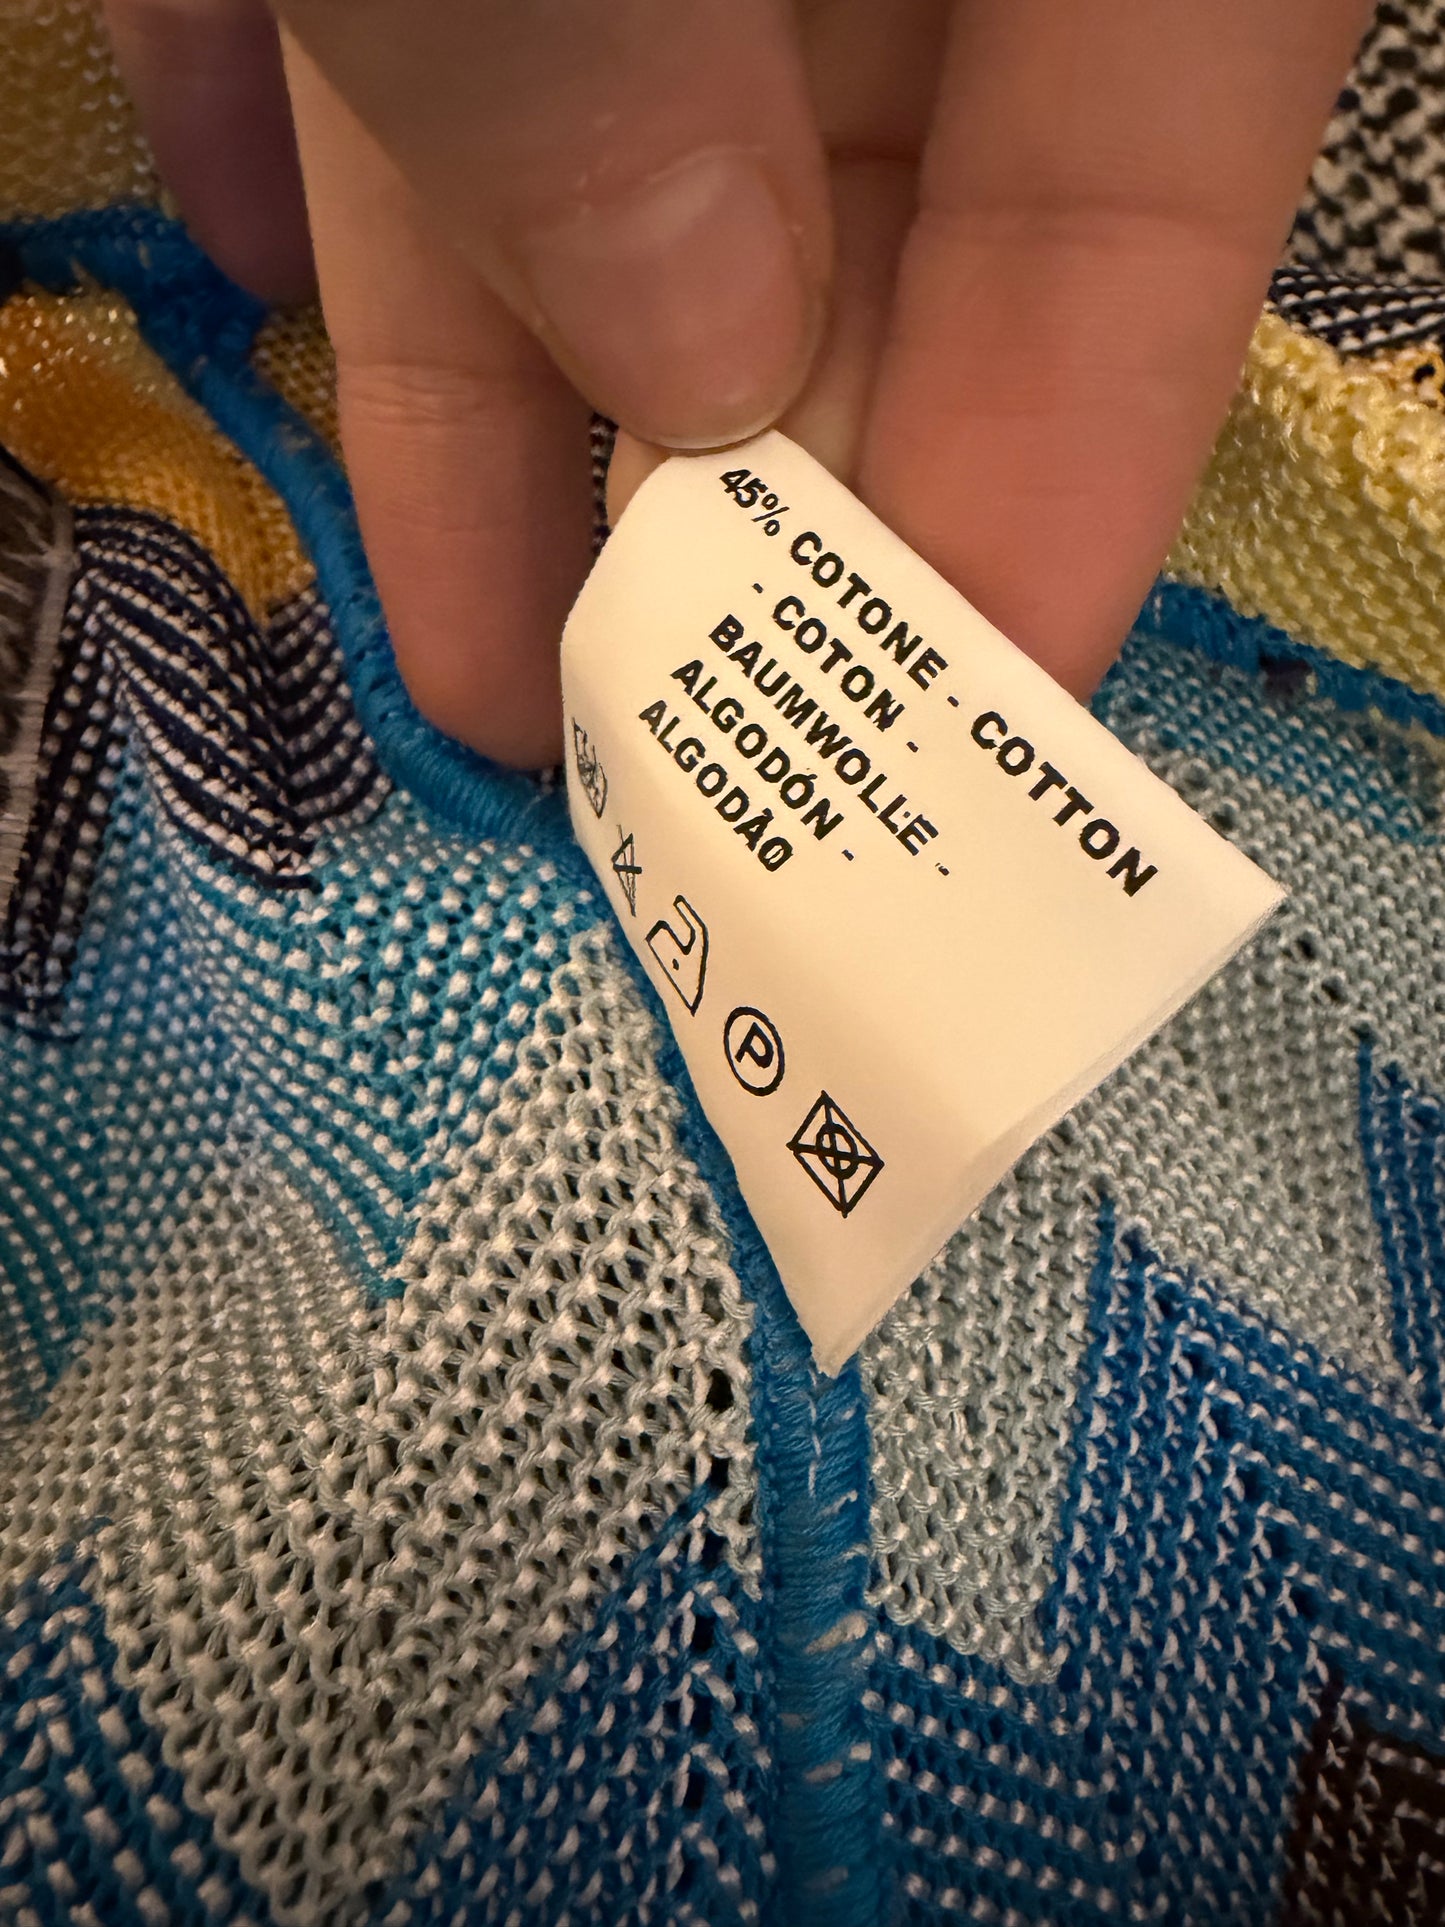 45% COTONE - COTTON
- COTON -
BAUMWOLLE -
ALGODÓN -
ALGODÃO
P